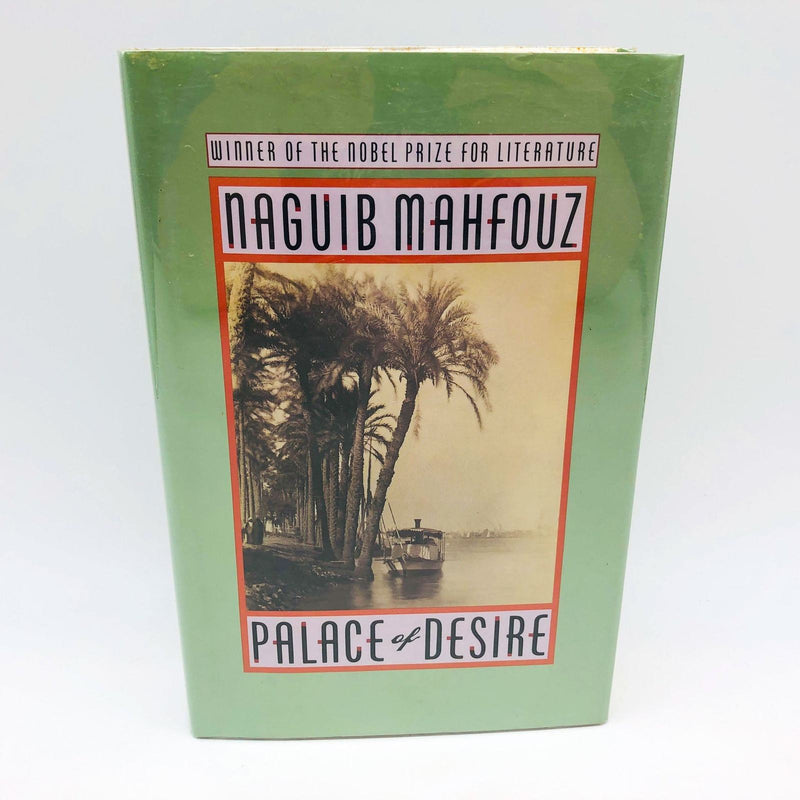 WINNER OF THE NOBEL PRIZE FOR LITERATURE
NAGUIB MAHFOUZ
PALACE of DESIRE